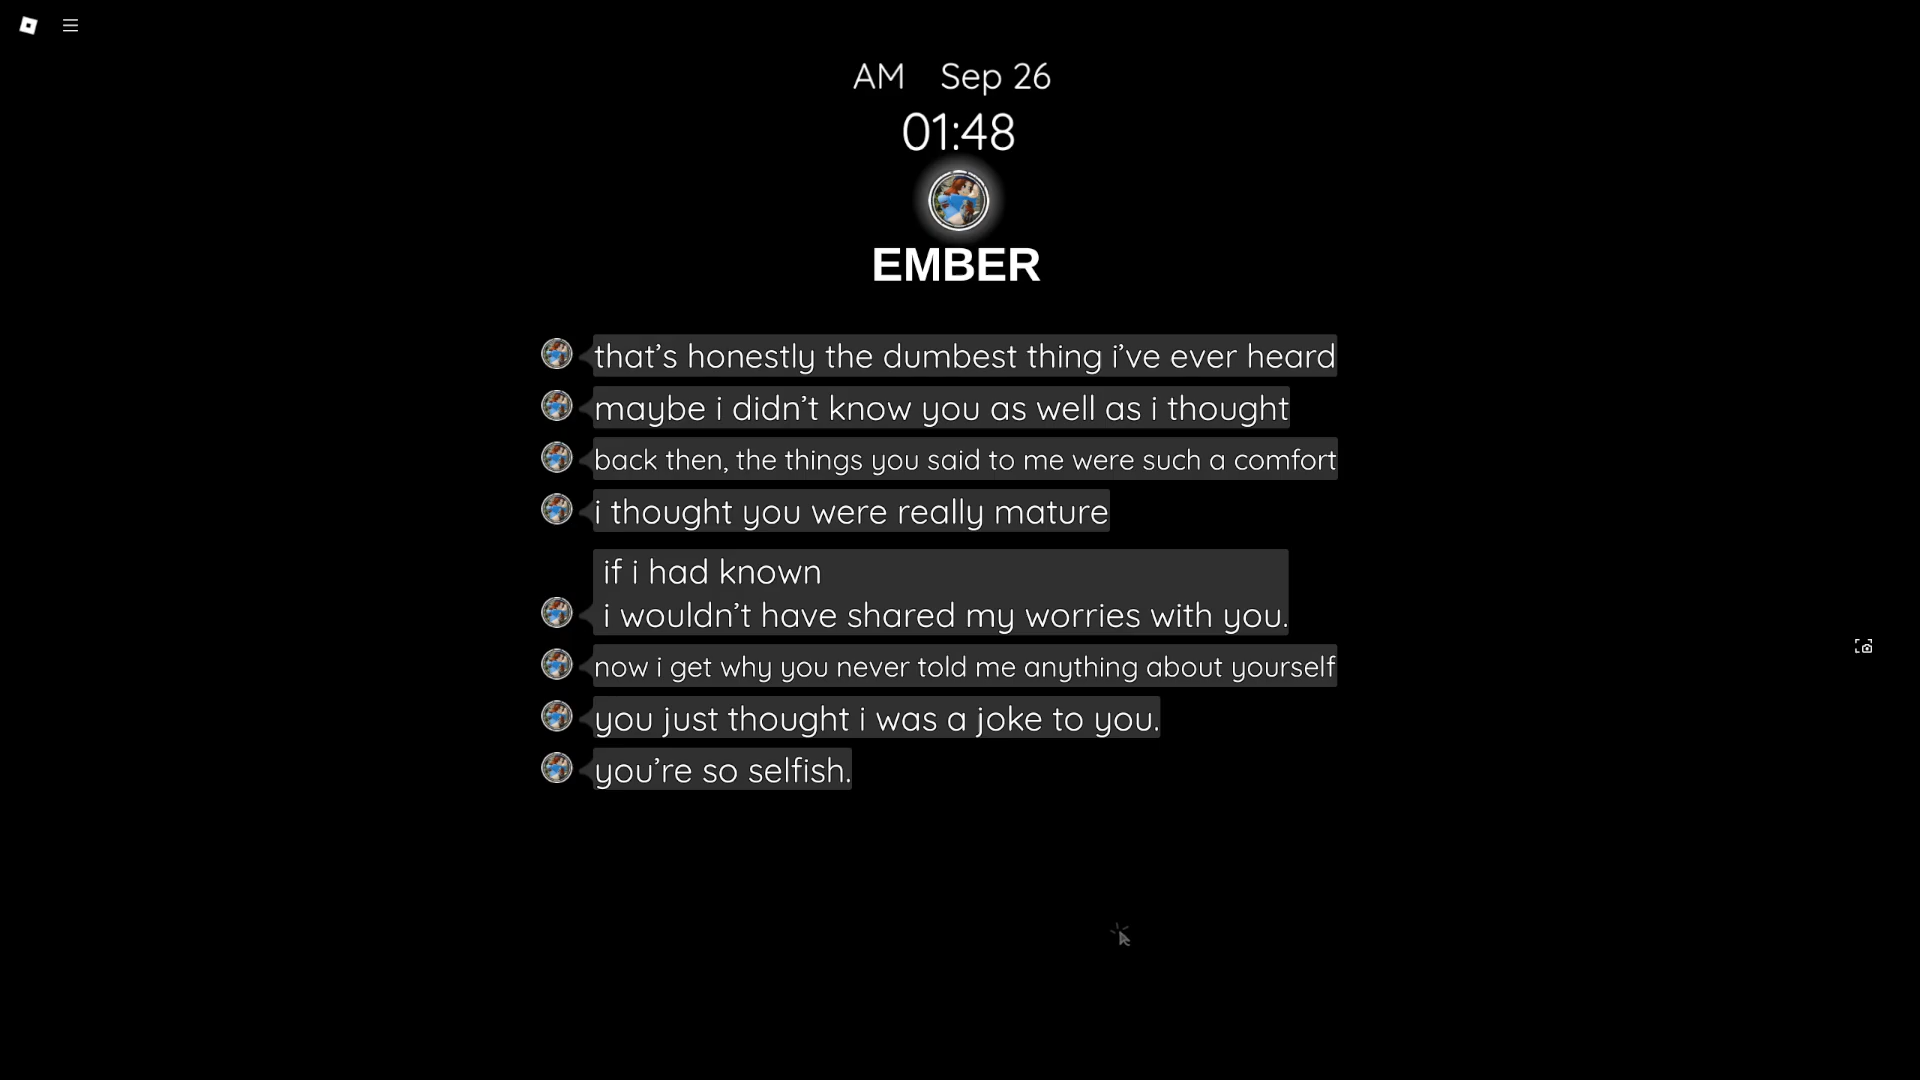 AM Sep 26
01:48
EMBER
that’s honestly the dumbest thing i’ve ever heard
maybe i didn’t know you as well as i thought
back then, the things you said to me were such a comfort
i thought you were really mature
if i had known
i wouldn’t have shared my worries with you.
now i get why you never told me anything about yourself
you just thought i was a joke to you.
you’re so selfish.